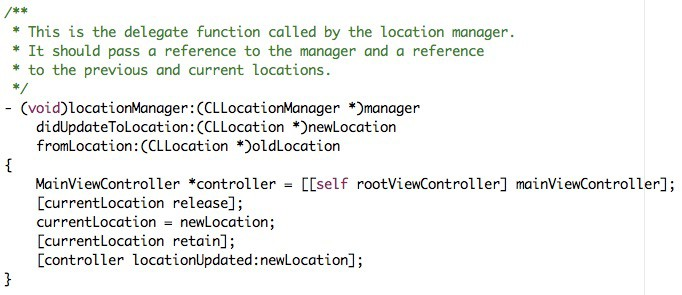 /**
 * This is the delegate function called by the location manager.
 * It should pass a reference to the manager and a reference
 * to the previous and current locations.
 */
- (void)locationManager:(CLLocationManager *)manager
    didUpdateToLocation:(CLLocation *)newLocation
    fromLocation:(CLLocation *)oldLocation
{
    MainViewController *controller = [[self rootViewController] mainViewController];
    [currentLocation release];
    currentLocation = newLocation;
    [currentLocation retain];
    [controller locationUpdated:newLocation];
}